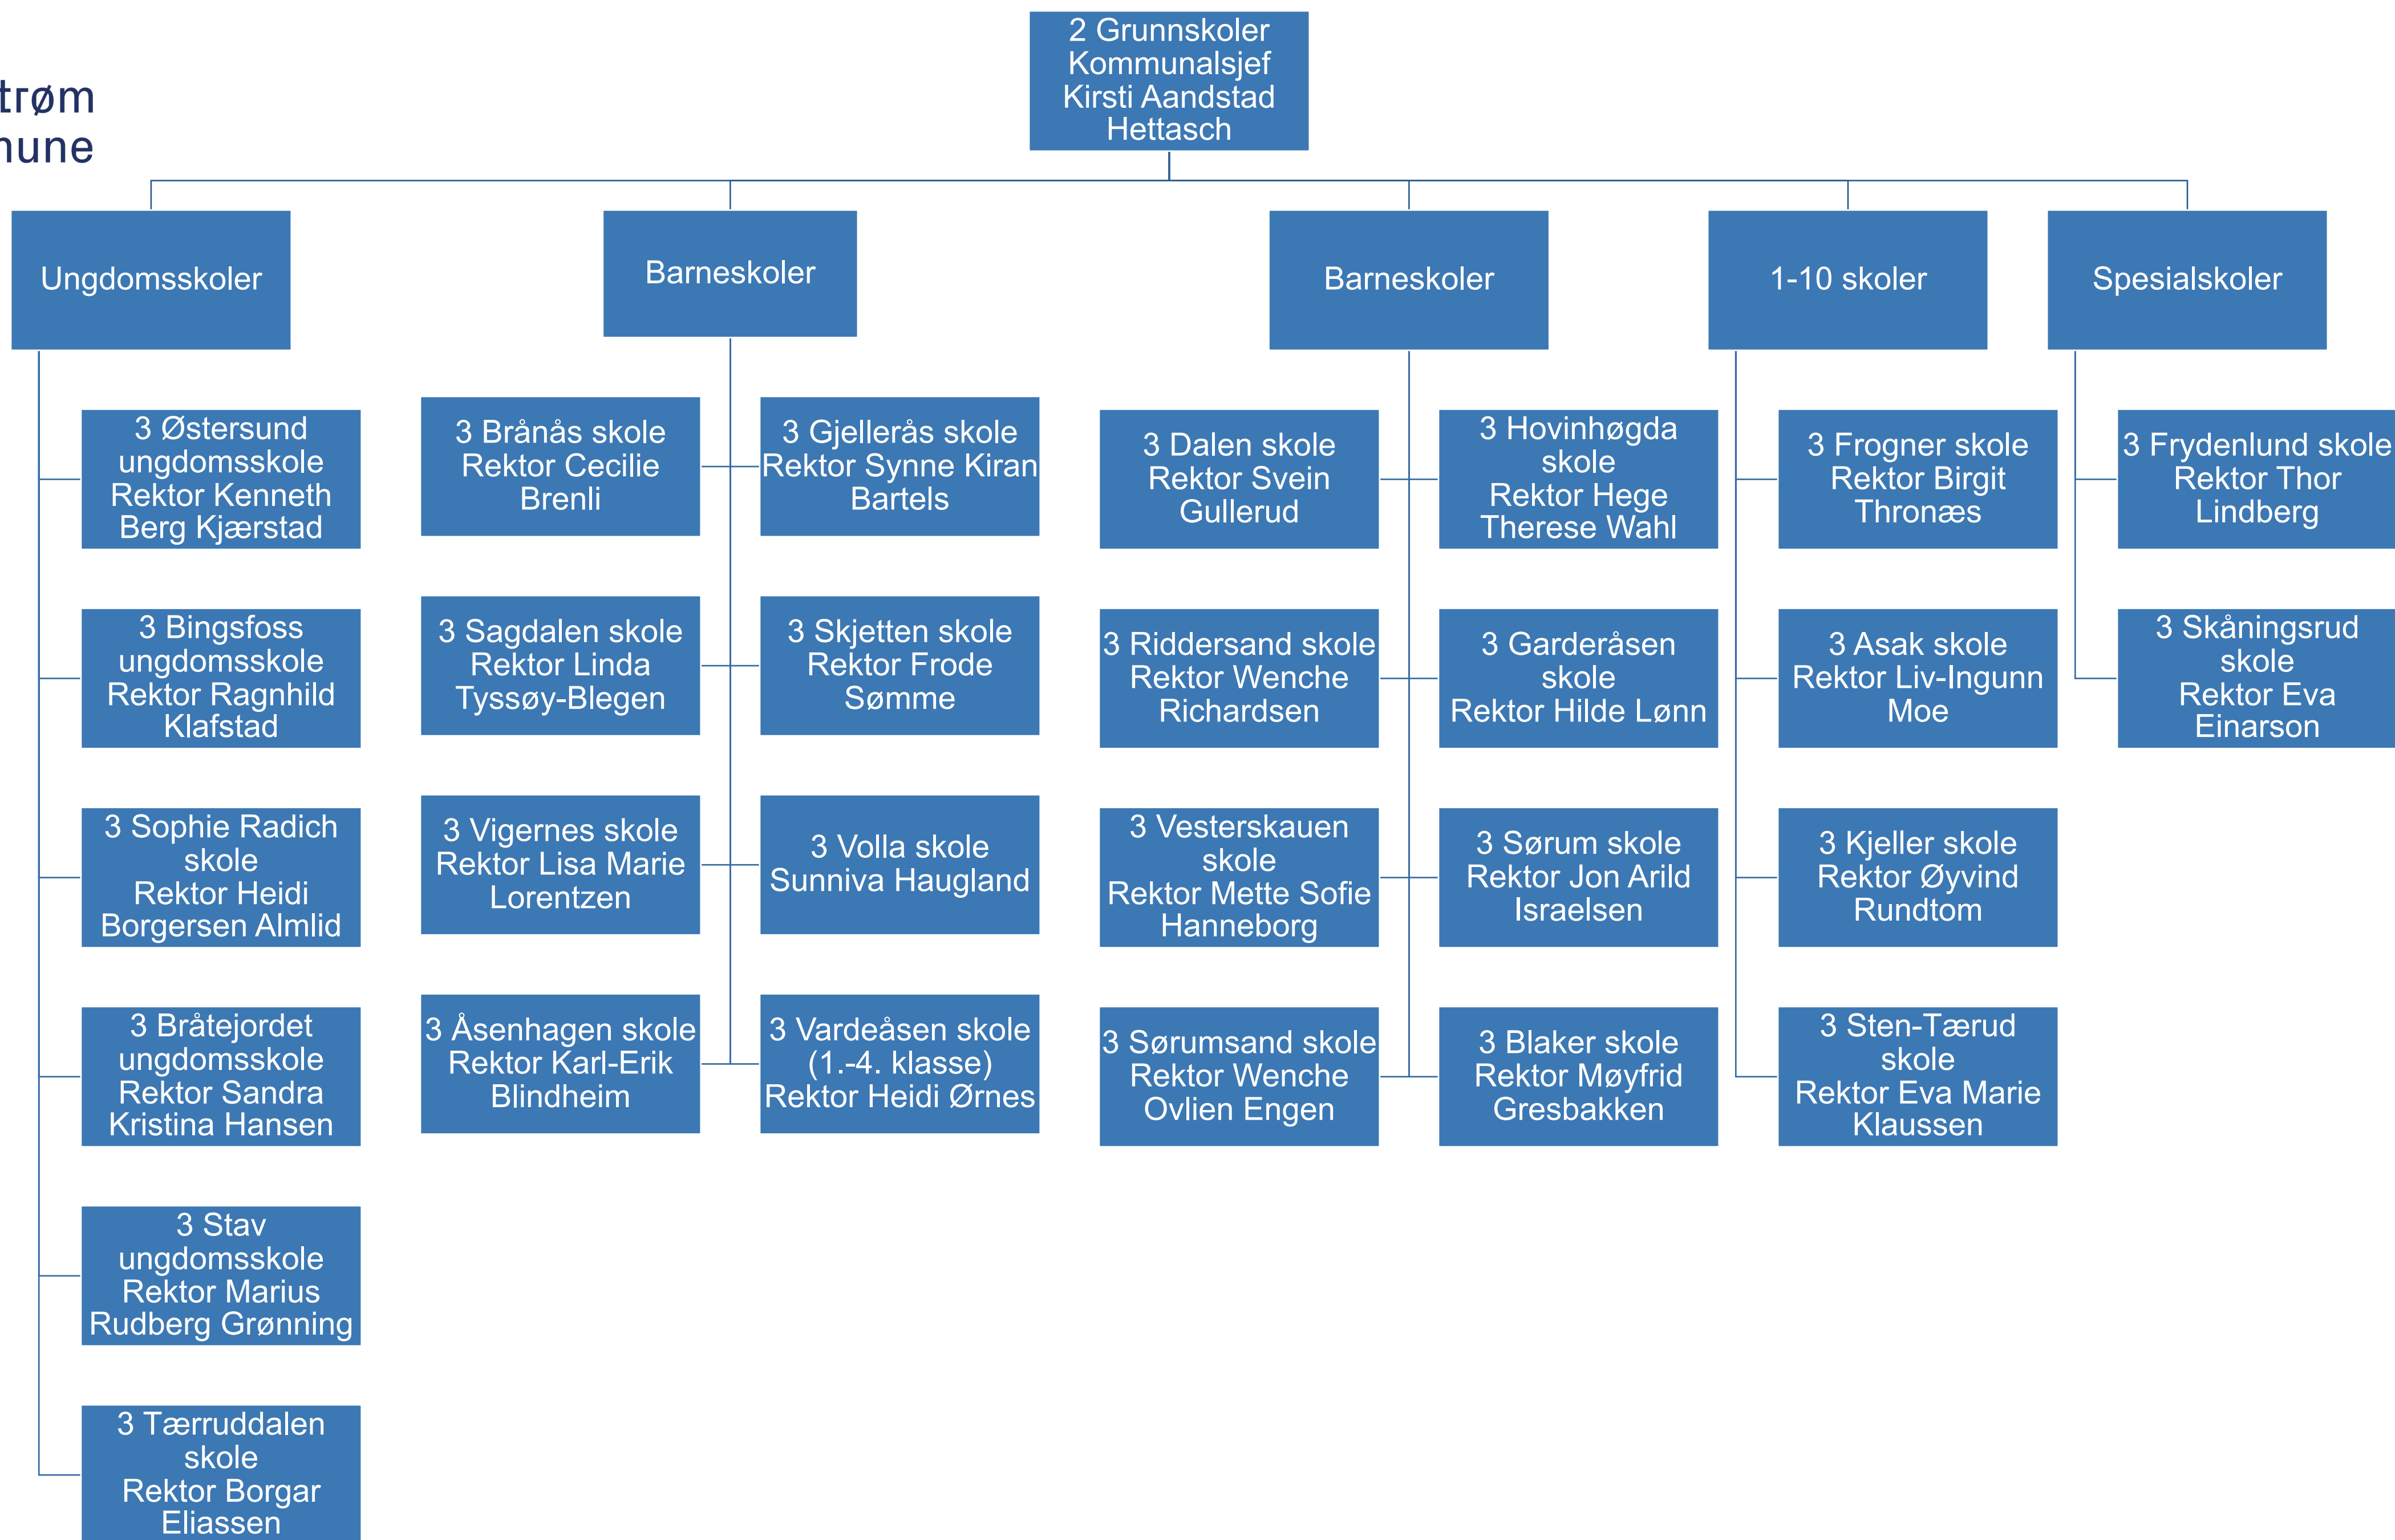 trøm
nune
2 Grunnskoler
Kommunalsjef
Kirsti Aandstad
Hettasch
Ungdomsskoler
Barneskoler
Barneskoler
1-10 skoler
Spesialskoler
3 Østersund
ungdomsskole
Rektor Kenneth
Berg Kjærstad
3 Bingsfoss
ungdomsskole
Rektor Ragnhild
Klafstad
3 Sophie Radich
skole
Rektor Heidi
Borgersen Almlid
3 Bråtejordet
ungdomsskole
Rektor Sandra
Kristina Hansen
3 Stav
ungdomsskole
Rektor Marius
Rudberg Grønning
3 Tærruddalen
skole
Rektor Borgar
Eliassen
3 Brånås skole
Rektor Cecilie
Brenli
3 Gjellerås skole
Rektor Synne Kiran
Bartels
3 Sagdalen skole
Rektor Linda
Tyssøy-Blegen
3 Skjetten skole
Rektor Frode
Sømme
3 Vigernes skole
Rektor Lisa Marie
Lorentzen
3 Volla skole
Sunniva Haugland
3 Åsenhagen skole
Rektor Karl-Erik
Blindheim
3 Vardeåsen skole
(1.-4. klasse)
Rektor Heidi Ørnes
3 Dalen skole
Rektor Svein
Gullerud
3 Hovinhøgda
skole
Rektor Hege
Therese Wahl
3 Riddersand skole
Rektor Wenche
Richardsen
3 Garderåsen
skole
Rektor Hilde Lønn
3 Vesterskauen
skole
Rektor Mette Sofie
Hanneborg
3 Sørum skole
Rektor Jon Arild
Israelsen
3 Sørumsand skole
Rektor Wenche
Ovlien Engen
3 Blaker skole
Rektor Møyfrid
Gresbakken
3 Frogner skole
Rektor Birgit
Thronæs
3 Asak skole
Rektor Liv-Ingunn
Moe
3 Kjeller skole
Rektor Øyvind
Rundtom
3 Sten-Tærud
skole
Rektor Eva Marie
Klaussen
3 Frydenlund skole
Rektor Thor
Lindberg
3 Skåningsrud
skole
Rektor Eva
Einarson